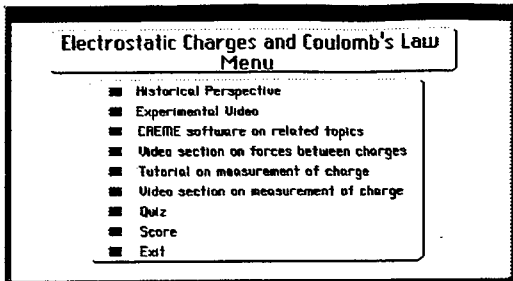 Electrostatic Charges and Coulomb's Law
Menu
Historical Perspective
Experimental Video
CREME software on related topics
Video section on forces between charges
Tutorial on measurement of charge
Video section on measurement of charge
Quiz
Score
Exit